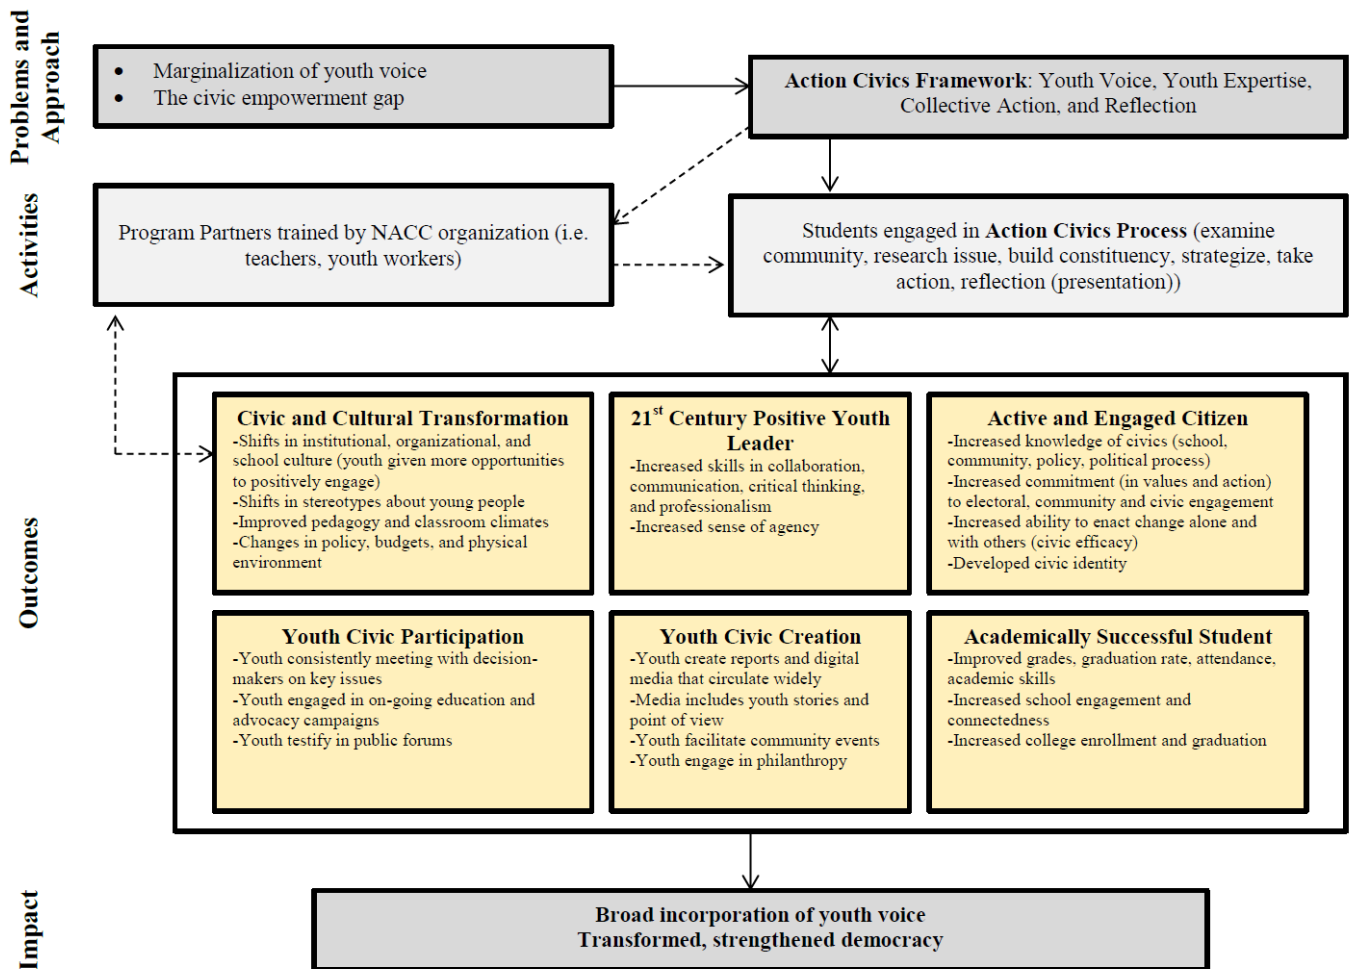 Problems and
Approach
• Marginalization of youth voice
• The civic empowerment gap
Action Civics Framework: Youth Voice, Youth Expertise,
Collective Action, and Reflection
Activities
Program Partners trained by NACC organization (i.e.
teachers, youth workers)
Students engaged in Action Civics Process (examine
community, research issue, build constituency, strategize, take
action, reflection (presentation))
Outcomes
Civic and Cultural Transformation
-Shifts in institutional, organizational, and
school culture (youth given more opportunities
to positively engage)
-Shifts in stereotypes about young people
-Improved pedagogy and classroom climates
-Changes in policy, budgets, and physical
environment
21st Century Positive Youth
Leader
-Increased skills in collaboration,
communication, critical thinking,
and professionalism
-Increased sense of agency
Active and Engaged Citizen
-Increased knowledge of civics (school,
community, policy, political process)
-Increased commitment (in values and action)
to electoral, community and civic engagement
-Increased ability to enact change alone and
with others (civic efficacy)
-Developed civic identity
Youth Civic Participation
-Youth consistently meeting with decision-
makers on key issues
-Youth engaged in on-going education and
advocacy campaigns
-Youth testify in public forums
Youth Civic Creation
-Youth create reports and digital
media that circulate widely
-Media includes youth stories and
point of view
-Youth facilitate community events
-Youth engage in philanthropy
Academically Successful Student
-Improved grades, graduation rate, attendance,
academic skills
-Increased school engagement and
connectedness
-Increased college enrollment and graduation
Impact
Broad incorporation of youth voice
Transformed, strengthened democracy